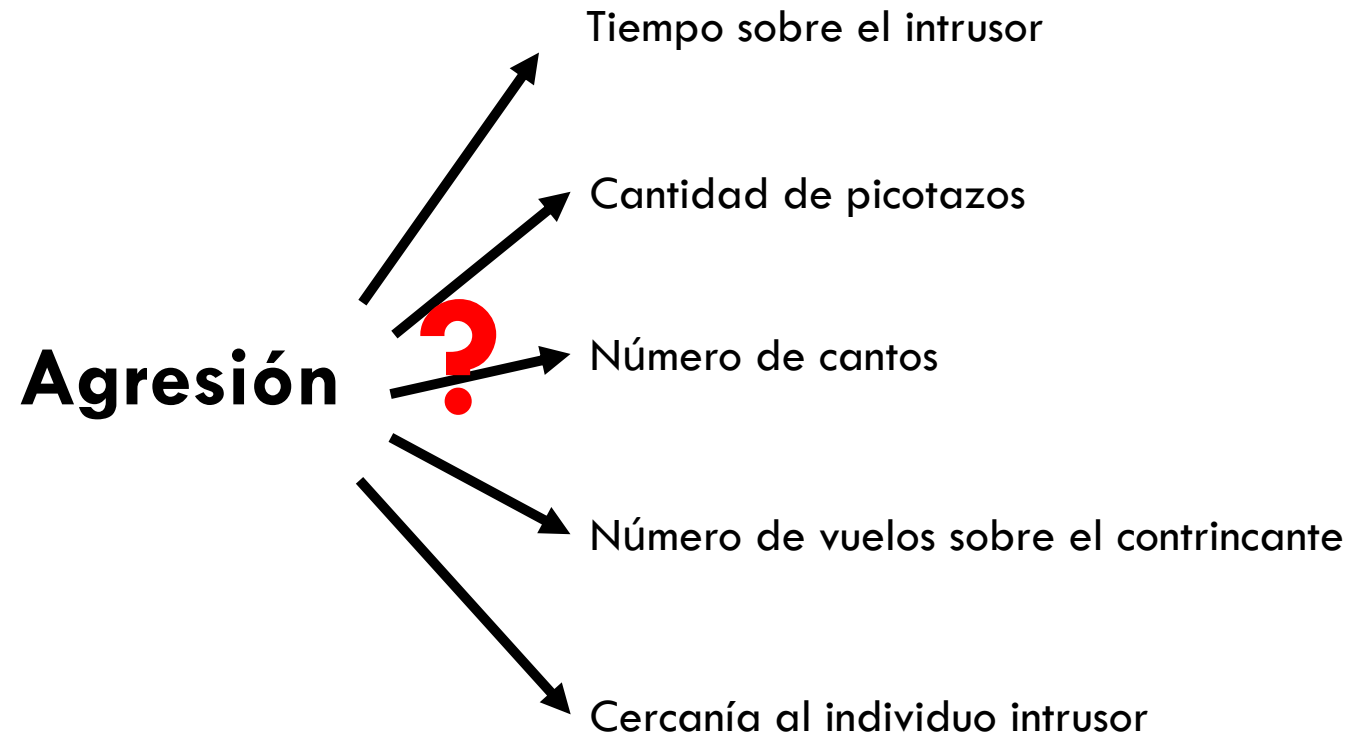 Tiempo sobre el intrusor
Cantidad de picotazos
?
Número de cantos
Agresión
Número de vuelos sobre el contrincante
Cercanía al individuo intrusor